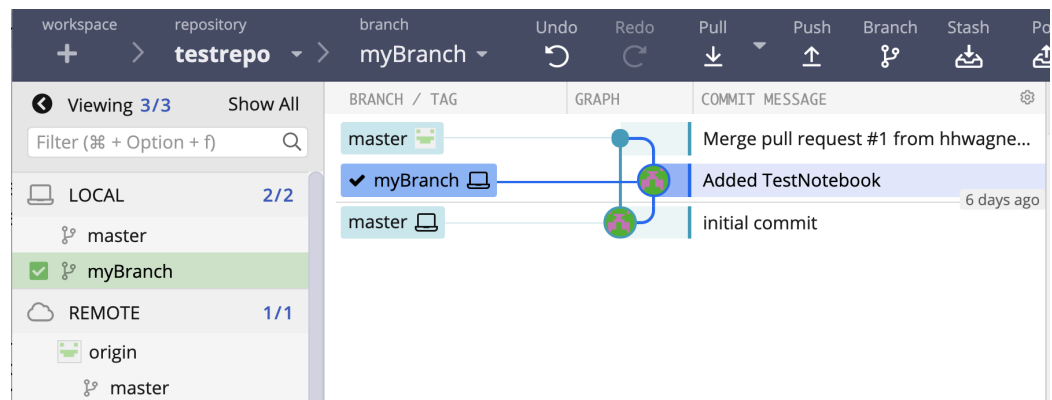 workspace repository branch Undo Redo Pull Push Branch Stash
testrepo myBranch
Viewing 3/3 Show All
Filter (⌘ + Option + f)
LOCAL 2/2
master
myBranch
REMOTE 1/1
origin
master
BRANCH / TAG GRAPH COMMIT MESSAGE
master Merge pull request #1 from hhwagne...
myBranch Added TestNotebook
6 days ago
master initial commit